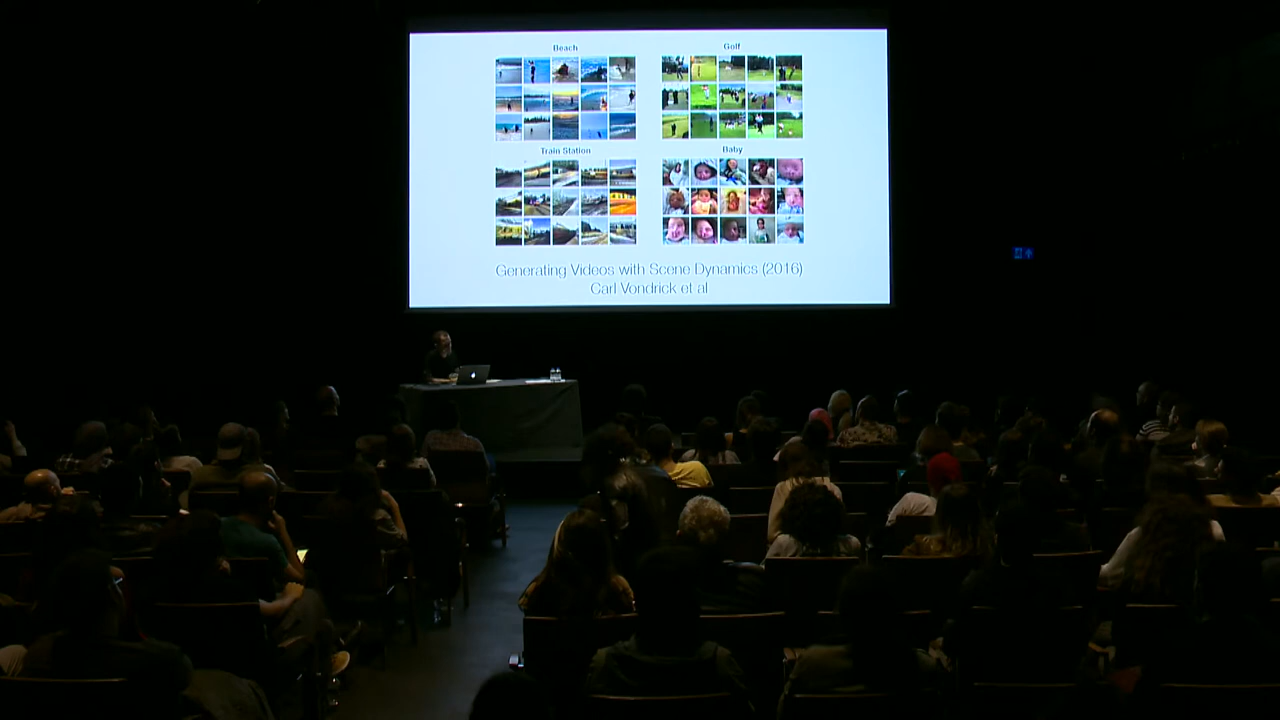 Beach
Golf
Train Station
Baby
Generating Videos with Scene Dynamics (2016)
Carl Vondrick et al